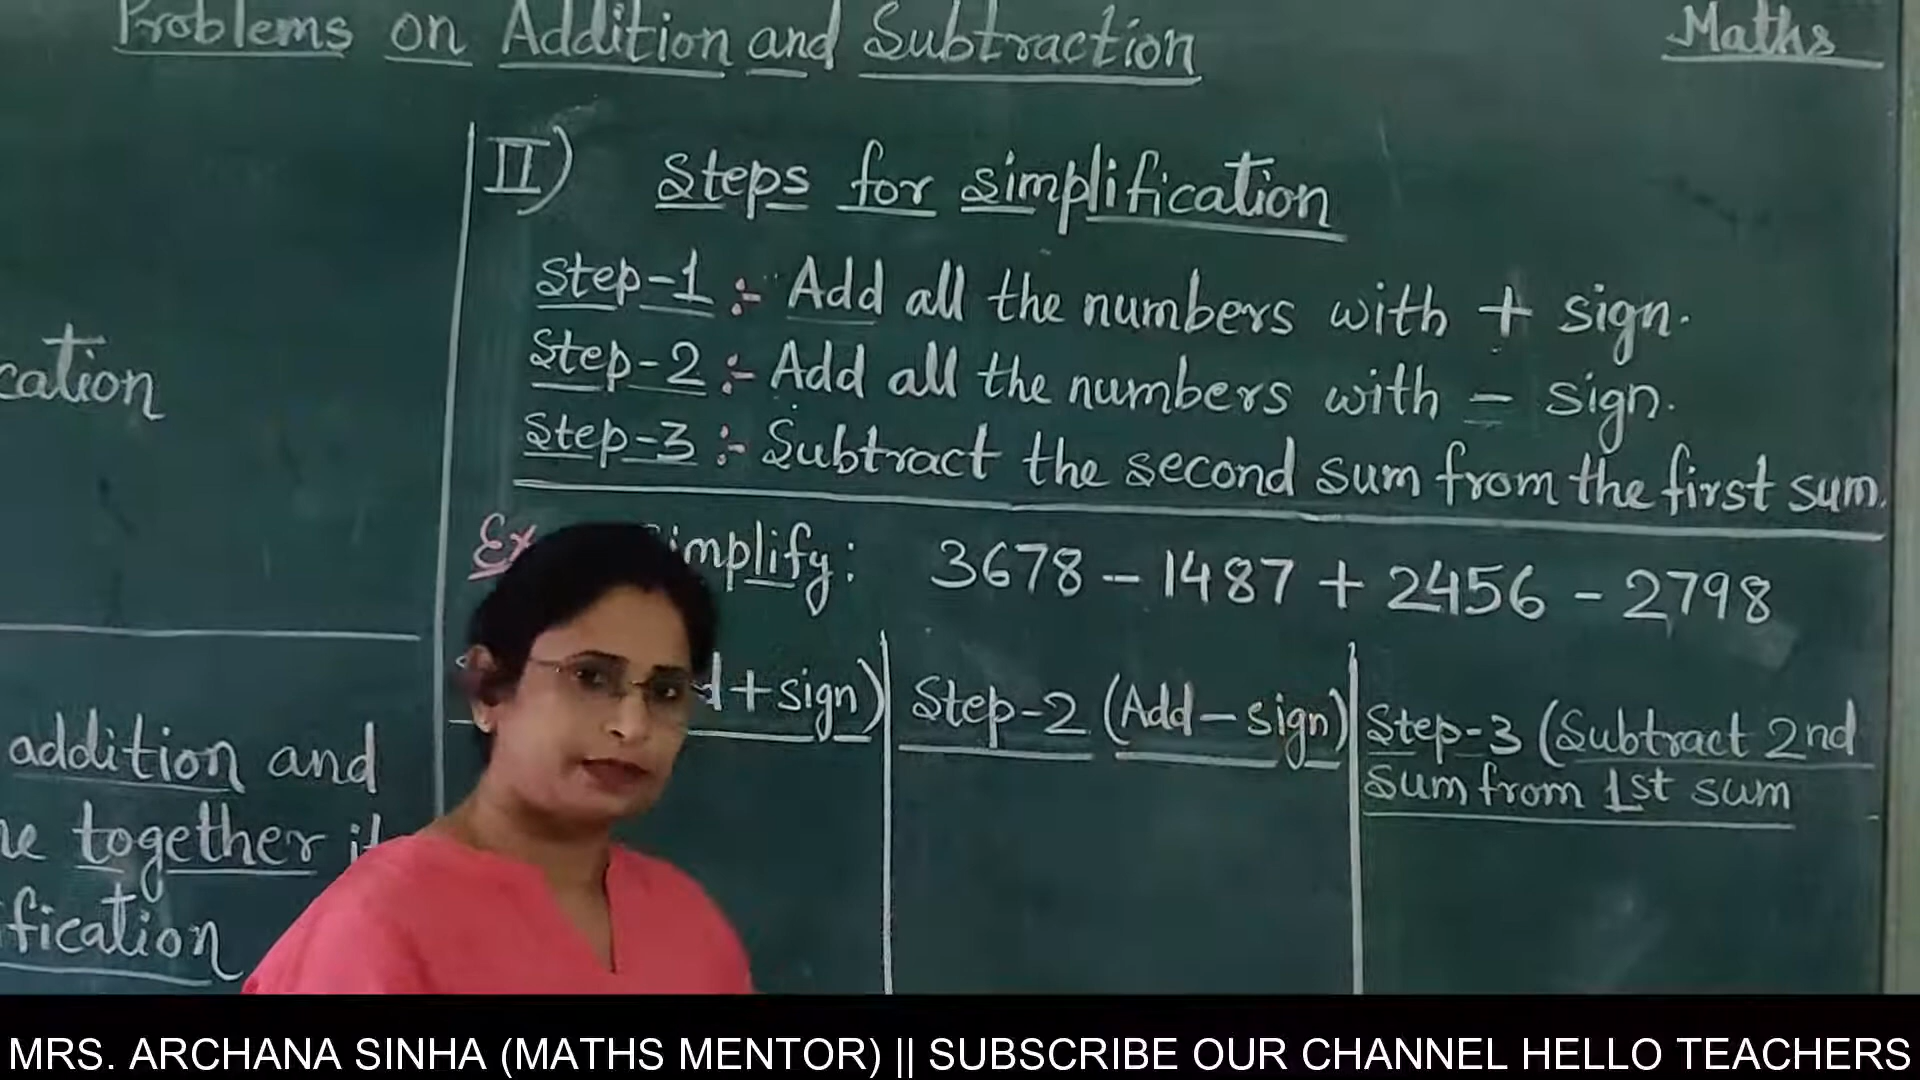 Problems on Addition and Subtraction
Maths
II) Steps for simplification
Step-1 :- Add all the numbers with + sign.
Step-2 :- Add all the numbers with - sign.
Step-3 :- Subtract the second sum from the first sum.
cation
Ex implify: 3678 - 1487 + 2456 - 2798
d + sign)
Step-2 (Add - sign)
Step-3 (Subtract 2nd
sum from 1st sum
addition and
together
ification
MRS. ARCHANA SINHA (MATHS MENTOR) || SUBSCRIBE OUR CHANNEL HELLO TEACHERS